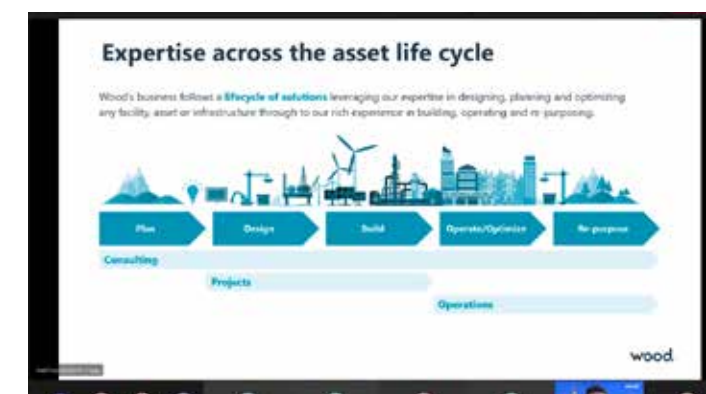 Expertise across the asset life cycle
Wood's business follows a lifecycle of solutions leveraging our expertise in designing, planning and optimizing
any facility, asset or infrastructure through to our rich experience in building, operating and re-purposing.
Plan
Design
Build
Operate/Optimize
Re-purpose
Consulting
Projects
Operations
wood.